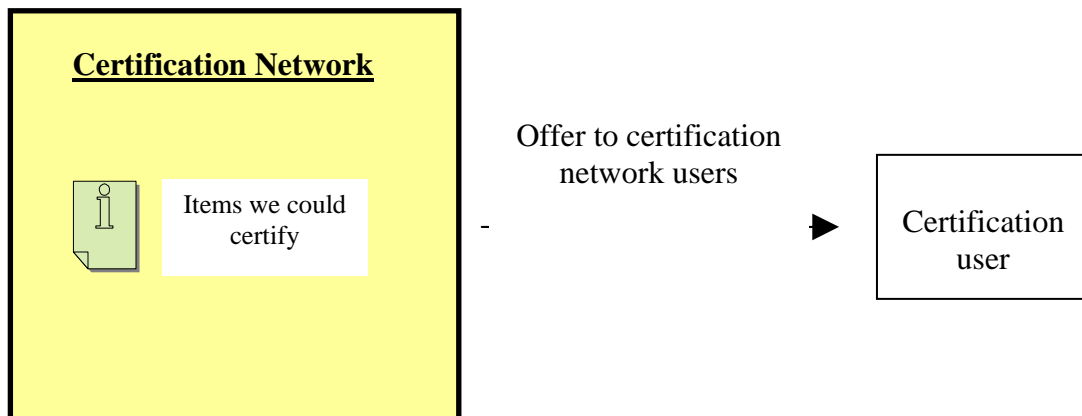 Certification Network
Offer to certification
network users
i
Items we could
certify
Certification
user